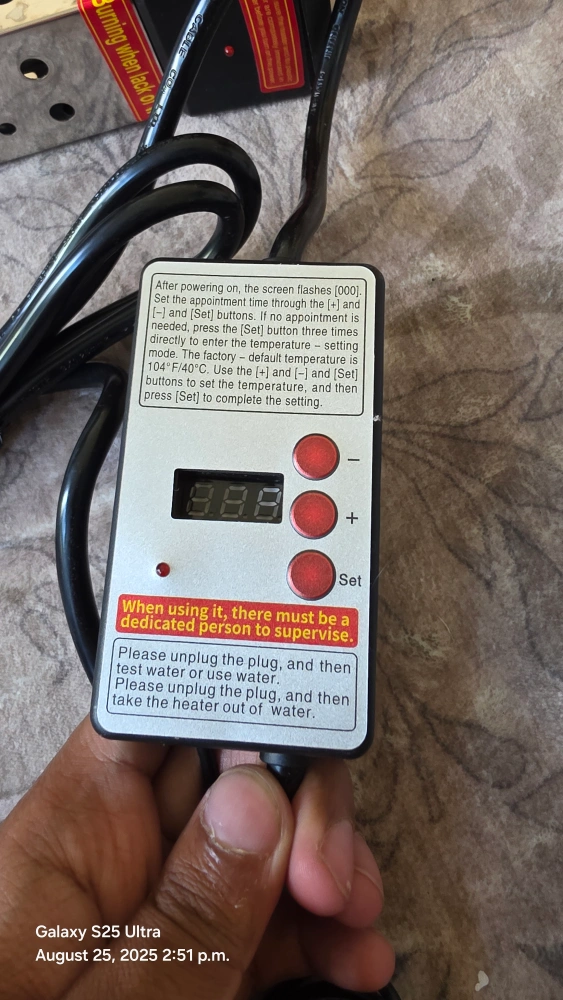 Burning when lack of
CABLE CO., LTD
After powering on, the screen flashes [000].
Set the appointment time through the [+] and
[−] and [Set] buttons. If no appointment is
needed, press the [Set] button three times
directly to enter the temperature – setting
mode. The factory – default temperature is
104°F/40°C. Use the [+] and [−] and [Set]
buttons to set the temperature, and then
press [Set] to complete the setting.
−
+
Set
When using it, there must be a
dedicated person to supervise.
Please unplug the plug, and then
test water or use water.
Please unplug the plug, and then
take the heater out of water.
Galaxy S25 Ultra
August 25, 2025 2:51 p.m.